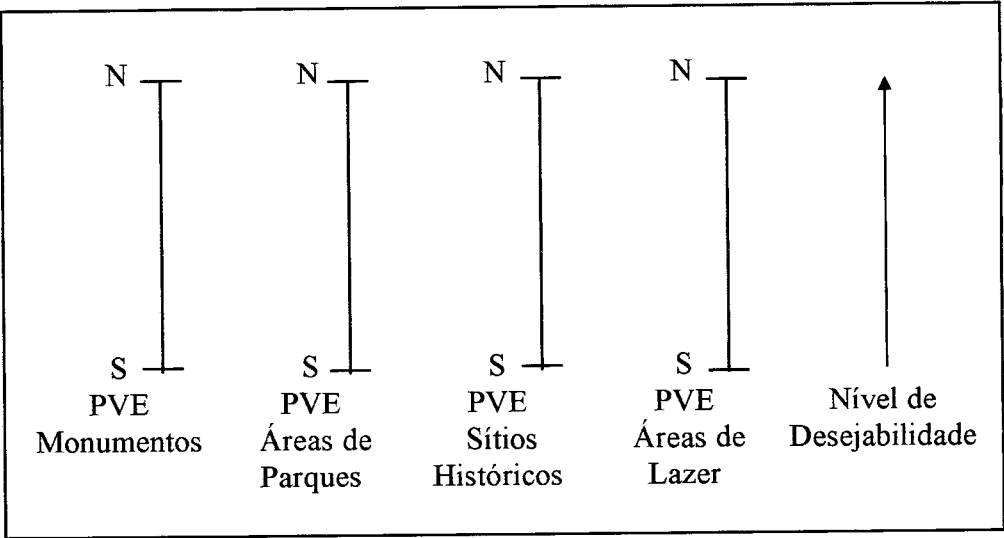 N N N N
S S S S
PVE
Monumentos
PVE
Áreas de
Parques
PVE
Sítios
Históricos
PVE
Áreas de
Lazer
Nível de
Desejabilidade